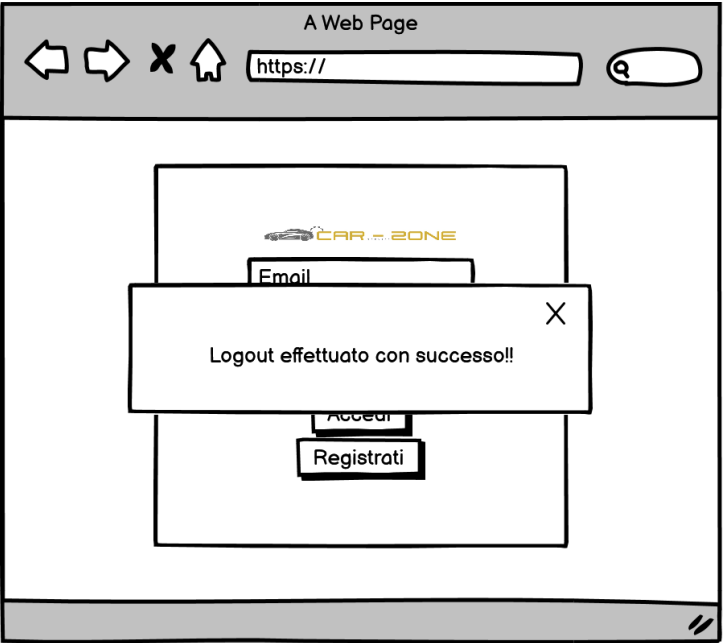 A Web Page
https://
CAR - ZONE
Email
Logout effettuato con successo!!
Accedi
Registrati